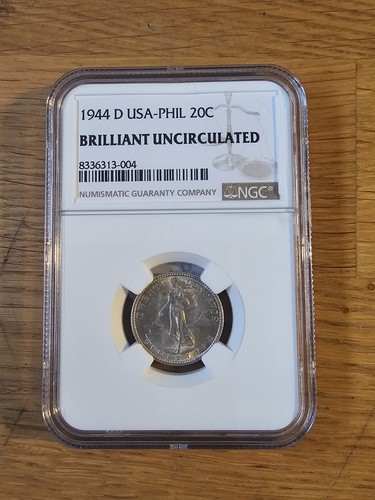 1944 D USA-PHIL 20C
BRILLIANT UNCIRCULATED
8336313-004
NUMISMATIC GUARANTY COMPANY NGC®